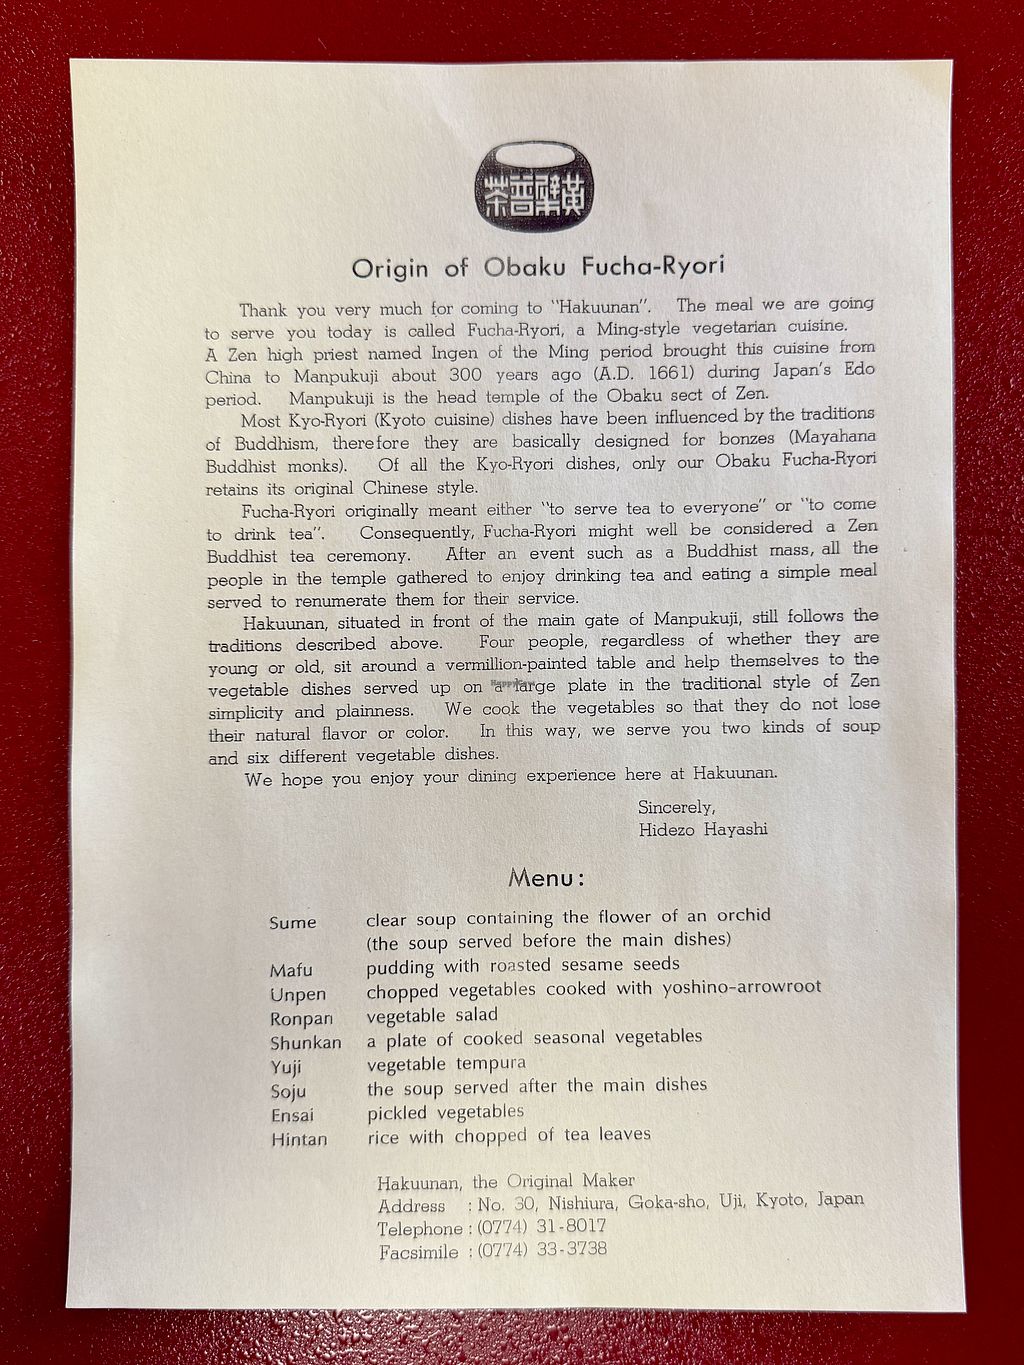 茶普檗黄
Origin of Obaku Fucha-Ryori
Thank you very much for coming to "Hakuunan". The meal we are going
to serve you today is called Fucha-Ryori, a Ming-style vegetarian cuisine.
A Zen high priest named Ingen of the Ming period brought this cuisine from
China to Manpukuji about 300 years ago (A.D. 1661) during Japan's Edo
period. Manpukuji is the head temple of the Obaku sect of Zen.
Most Kyo-Ryori (Kyoto cuisine) dishes have been influenced by the traditions
of Buddhism, therefore they are basically designed for bonzes (Mayahana
Buddhist monks). Of all the Kyo-Ryori dishes, only our Obaku Fucha-Ryori
retains its original Chinese style.
Fucha-Ryori originally meant either "to serve tea to everyone" or "to come
to drink tea". Consequently, Fucha-Ryori might well be considered a Zen
Buddhist tea ceremony. After an event such as a Buddhist mass, all the
people in the temple gathered to enjoy drinking tea and eating a simple meal
served to renumerate them for their service.
Hakuunan, situated in front of the main gate of Manpukuji, still follows the
traditions described above. Four people, regardless of whether they are
young or old, sit around a vermillion-painted table and help themselves to the
vegetable dishes served up on a large plate in the traditional style of Zen
simplicity and plainness. We cook the vegetables so that they do not lose
their natural flavor or color. In this way, we serve you two kinds of soup
and six different vegetable dishes.
We hope you enjoy your dining experience here at Hakuunan.
Sincerely,
Hidezo Hayashi
Menu:
Sume clear soup containing the flower of an orchid
(the soup served before the main dishes)
Mafu pudding with roasted sesame seeds
Unpen chopped vegetables cooked with yoshino-arrowroot
Ronpan vegetable salad
Shunkan a plate of cooked seasonal vegetables
Yuji vegetable tempura
Soju the soup served after the main dishes
Ensai pickled vegetables
Hintan rice with chopped of tea leaves
Hakuunan, the Original Maker
Address : No. 30, Nishiura, Goka-sho, Uji, Kyoto, Japan
Telephone : (0774) 31-8017
Facsimile : (0774) 33-3738
HappyCow